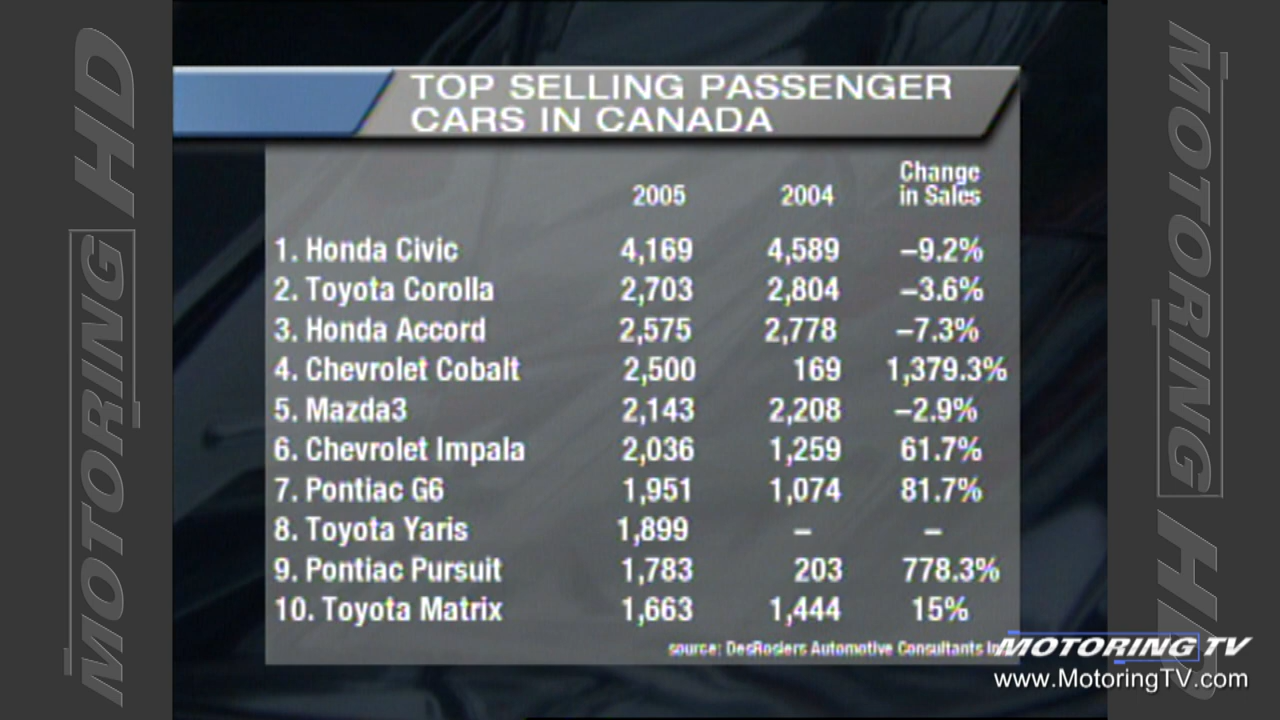 TOP SELLING PASSENGER
CARS IN CANADA
2005 2004 Change in Sales
1. Honda Civic 4,169 4,589 –9.2%
2. Toyota Corolla 2,703 2,804 –3.6%
3. Honda Accord 2,575 2,778 –7.3%
4. Chevrolet Cobalt 2,500 169 1,379.3%
5. Mazda3 2,143 2,208 –2.9%
6. Chevrolet Impala 2,036 1,259 61.7%
7. Pontiac G6 1,951 1,074 81.7%
8. Toyota Yaris 1,899 – –
9. Pontiac Pursuit 1,783 203 778.3%
10. Toyota Matrix 1,663 1,444 15%
source: DesRosiers Automotive Consultants
MOTORING TV
www.MotoringTV.com
MOTORING HD
MOTORING HD